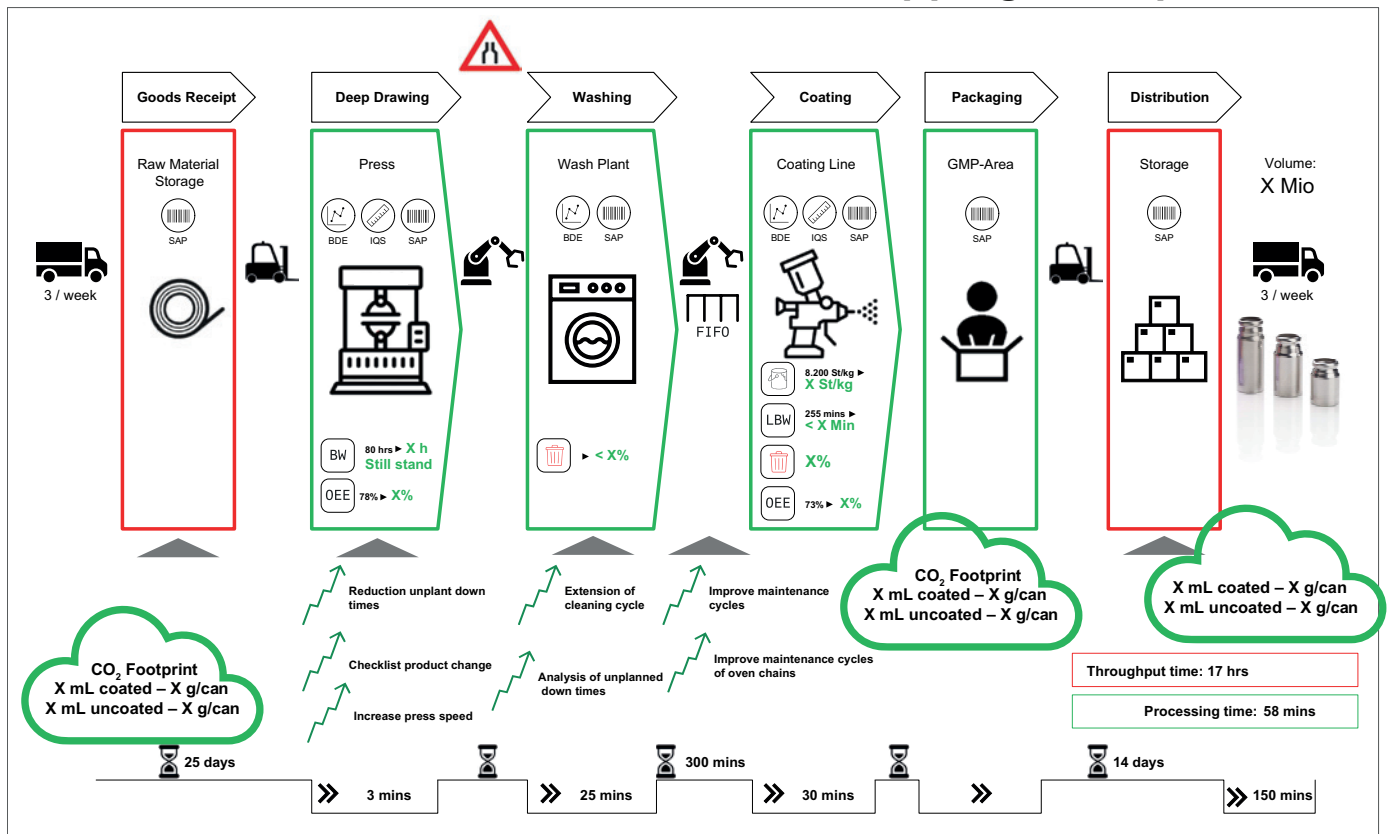 Goods Receipt
Deep Drawing
Washing
Coating
Packaging
Distribution
Raw Material
Storage
SAP
Press
BDE
IQS
SAP
Wash Plant
BDE
SAP
Coating Line
BDE
IQS
SAP
GMP-Area
SAP
Storage
SAP
Volume:
X Mio
3 / week
3 / week
FIFO
BW
80 hrs ► X h
Still stand
OEE
78% ► X%
► < X%
8.200 St/kg ►
X St/kg
LBW
255 mins ►
< X Min
X%
OEE
73% ► X%
Reduction unplant down
times
Checklist product change
Increase press speed
Extension of
cleaning cycle
Analysis of unplanned
down times
Improve maintenance
cycles
Improve maintenance cycles
of oven chains
CO2 Footprint
X mL coated – X g/can
X mL uncoated – X g/can
CO2 Footprint
X mL coated – X g/can
X mL uncoated – X g/can
X mL coated – X g/can
X mL uncoated – X g/can
Throughput time: 17 hrs
Processing time: 58 mins
25 days
300 mins
14 days
3 mins
25 mins
30 mins
150 mins